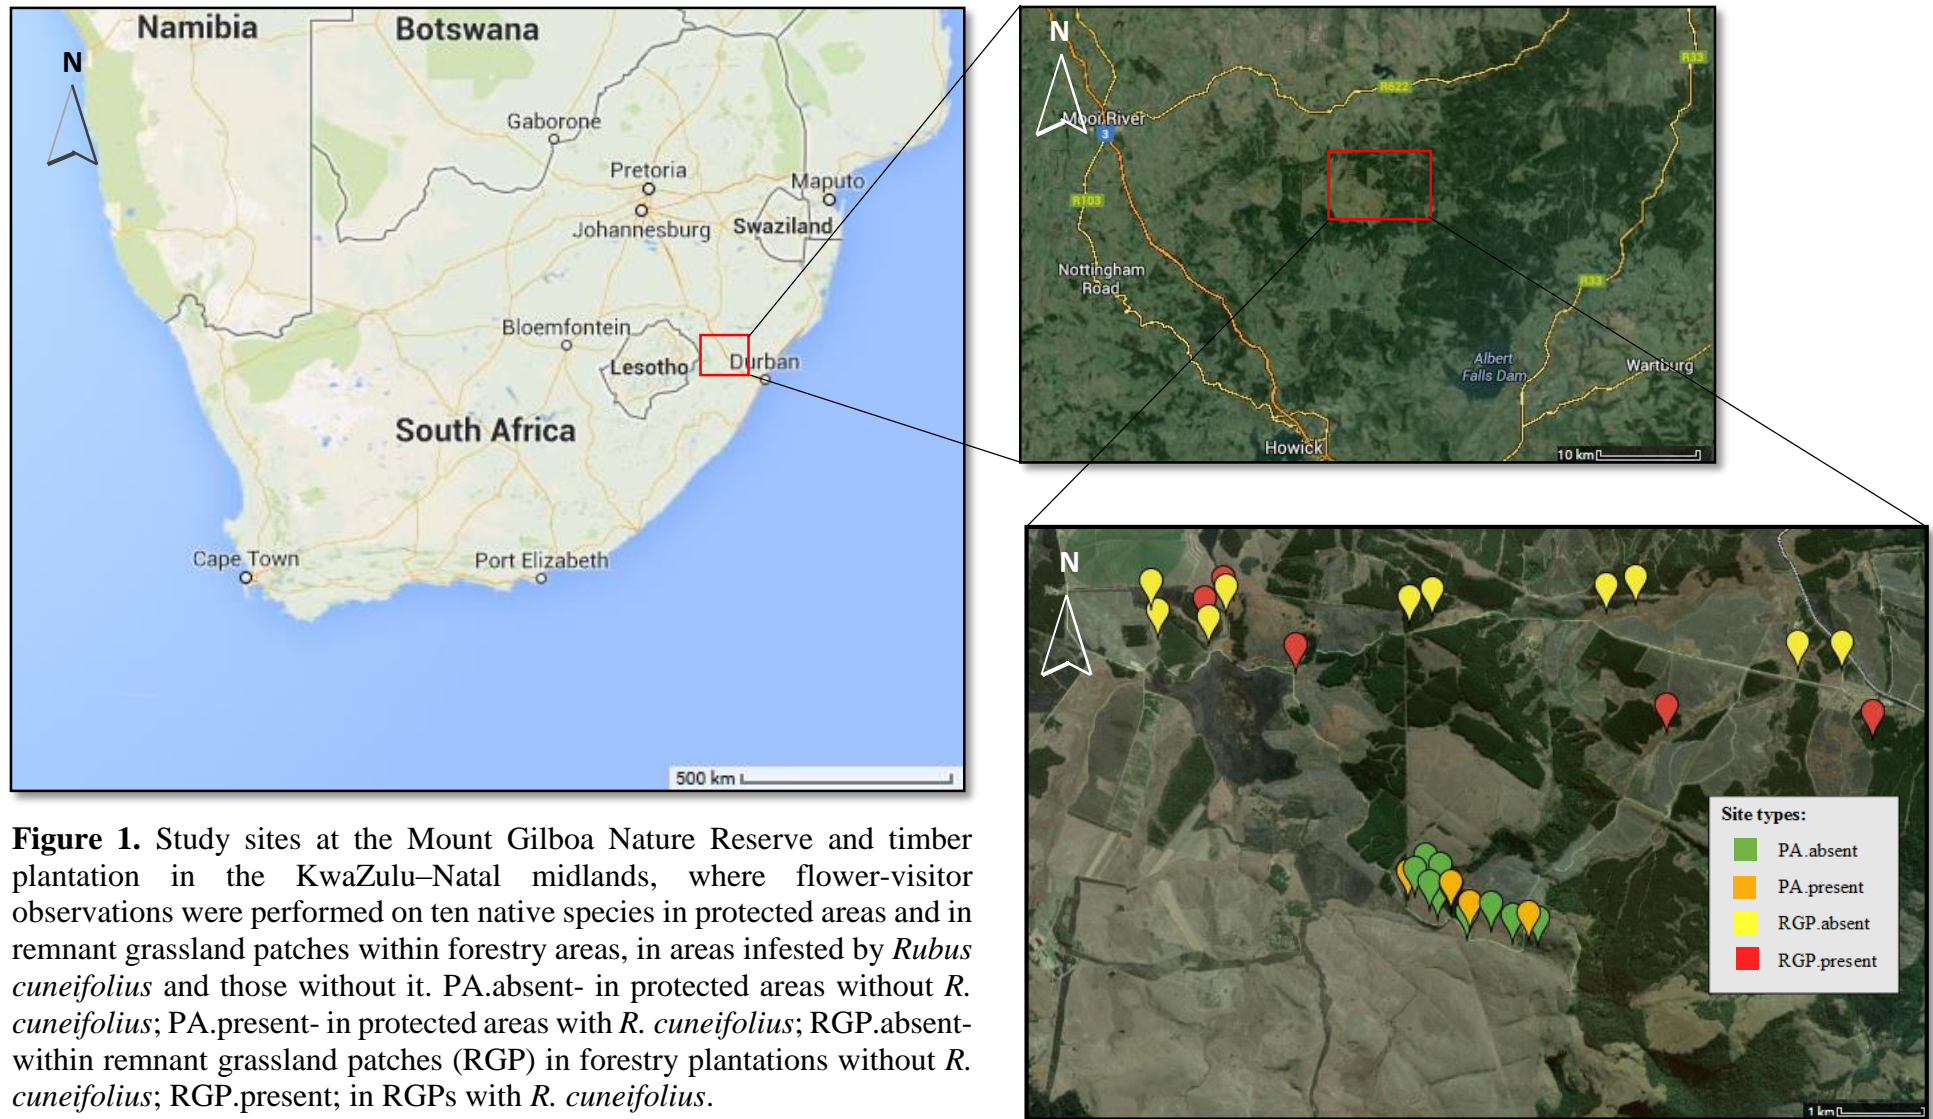 Namibia
Botswana
N
Gaborone
Pretoria
Maputo
Johannesburg
Swaziland
Bloemfontein
Lesotho
Durban
South Africa
Cape Town
Port Elizabeth
500 km
N
R33
R622
Mooi River
3
R103
Nottingham
Road
R33
Albert
Falls Dam
Wartburg
Howick
10 km
N
Site types:
PA.absent
PA.present
RGP.absent
RGP.present
1 km
Figure 1. Study sites at the Mount Gilboa Nature Reserve and timber
plantation in the KwaZulu–Natal midlands, where flower-visitor
observations were performed on ten native species in protected areas and in
remnant grassland patches within forestry areas, in areas infested by Rubus
cuneifolius and those without it. PA.absent- in protected areas without R.
cuneifolius; PA.present- in protected areas with R. cuneifolius; RGP.absent-
within remnant grassland patches (RGP) in forestry plantations without R.
cuneifolius; RGP.present; in RGPs with R. cuneifolius.